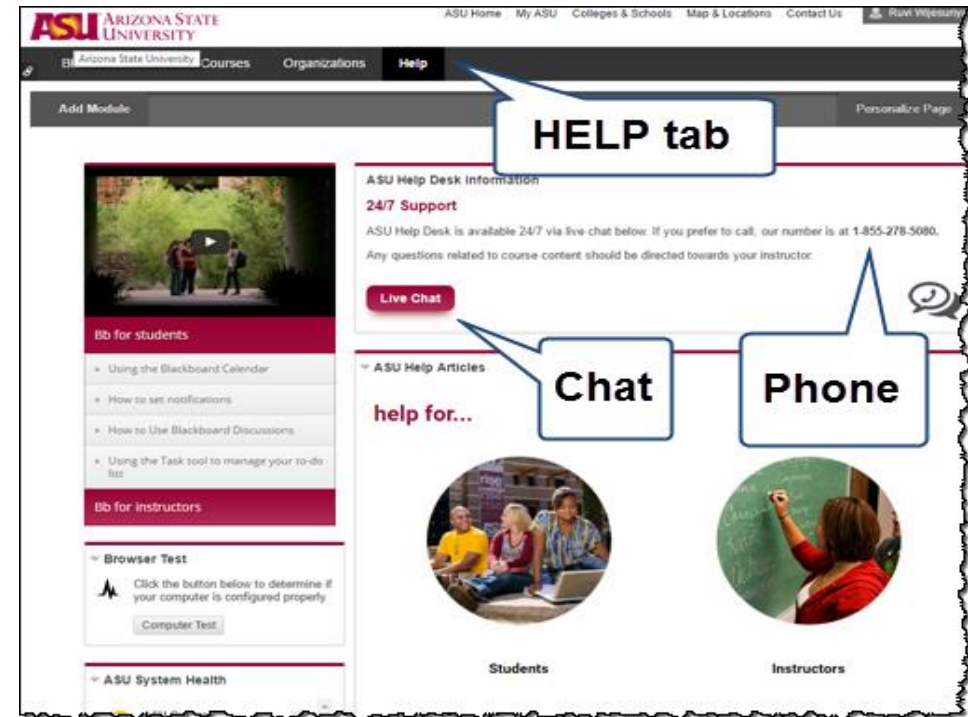 ASU ARIZONA STATE
UNIVERSITY
ASU Home My ASU Colleges & Schools Map & Locations Contact Us Ruvi
Arizona State University Courses Organizations Help
Add Module Personalize Page
HELP tab
ASU Help Desk Information
24/7 Support
ASU Help Desk is available 24/7 via live chat below. If you prefer to call, our number is at 1-855-278-5080.
Any questions related to course content should be directed towards your instructor.
Live Chat
Chat
Phone
Bb for students
Using the Blackboard Calendar
How to set notifications
How to Use Blackboard Discussions
Using the Task tool to manage your to-do
list
Bb for instructors
Browser Test
Click the button below to determine if
your computer is configured properly
Computer Test
ASU System Health
ASU Help Articles
help for...
rise
Students
Instructors